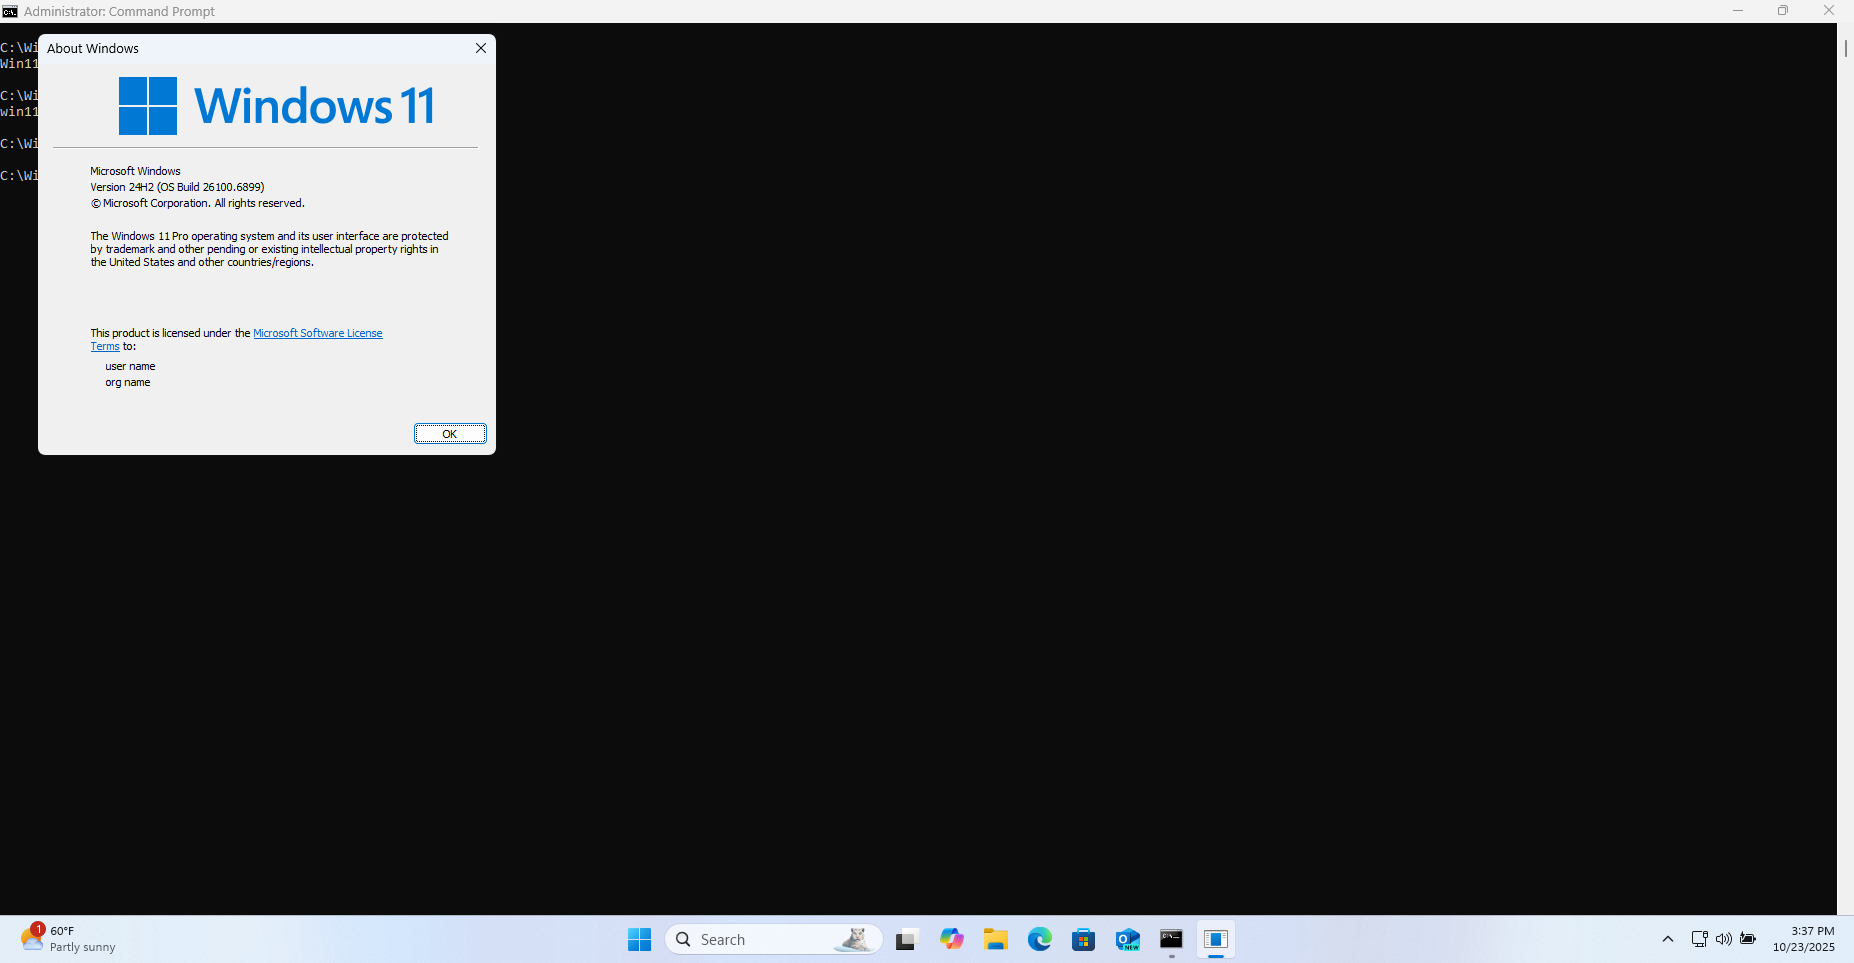 Administrator: Command Prompt
C:\Wi
Win11
C:\Wi
win11
C:\Wi
C:\Wi
About Windows
Windows 11
Microsoft Windows
Version 24H2 (OS Build 26100.6899)
© Microsoft Corporation. All rights reserved.
The Windows 11 Pro operating system and its user interface are protected
by trademark and other pending or existing intellectual property rights in
the United States and other countries/regions.
This product is licensed under the Microsoft Software License
Terms to:
user name
org name
OK
1
60°F
Partly sunny
Search
NEW
3:37 PM
10/23/2025